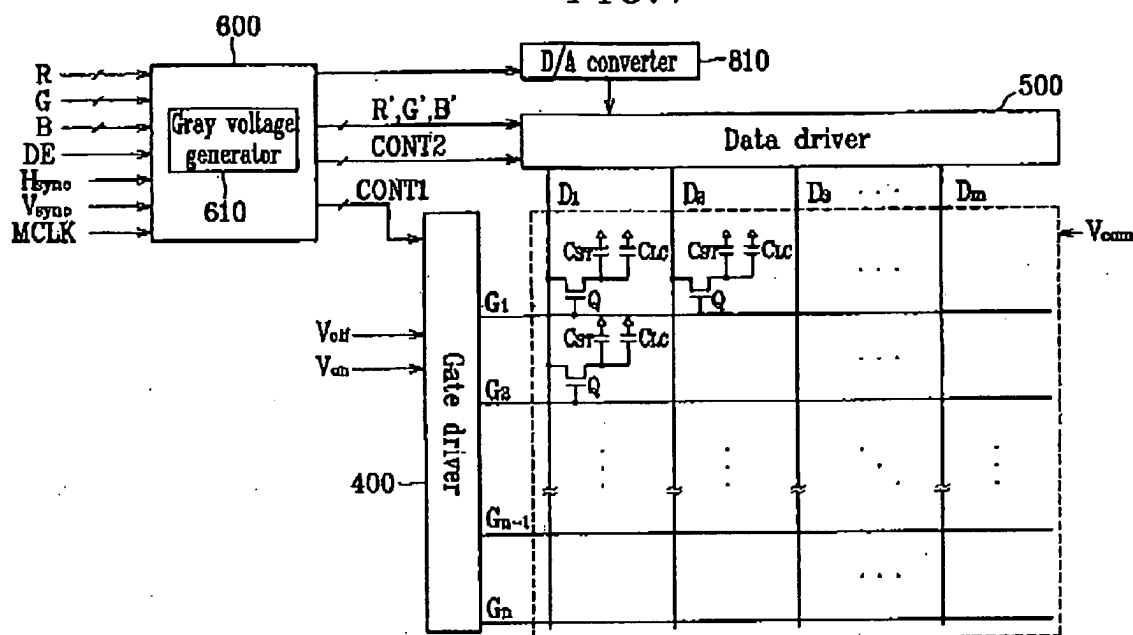 600
R
G
B
DE
Hsync
Vsync
MCLK
Gray voltage
generator
610
D/A converter
810
R',G',B'
CONT2
CONT1
500
Data driver
D1 D2 D3 ... Dm
Vcom
CST CLC CST CLC
...
G1 Q Q
Voff
Von
CST CLC
...
G2 Q
Gate driver
400
Gn-1
...
Gn